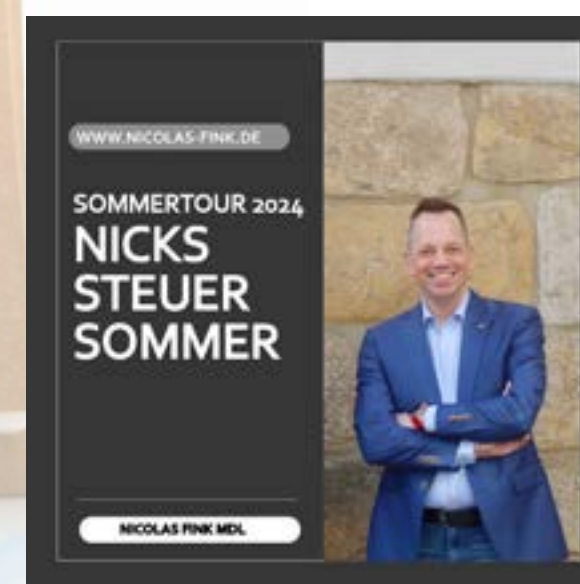 WWW.NICOLAS-FINK.DE
SOMMERTOUR 2024
NICKS
STEUER
SOMMER
NICOLAS FINK MDL